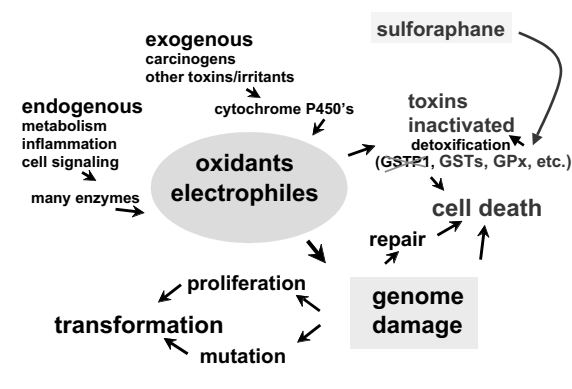 exogenous
carcinogens
other toxins/irritants
sulforaphane
endogenous
metabolism
inflammation
cell signaling
cytochrome P450's
toxins
inactivated
detoxification
(GSTP1, GSTs, GPx, etc.)
oxidants
electrophiles
many enzymes
cell death
repair
proliferation
genome
damage
transformation
mutation